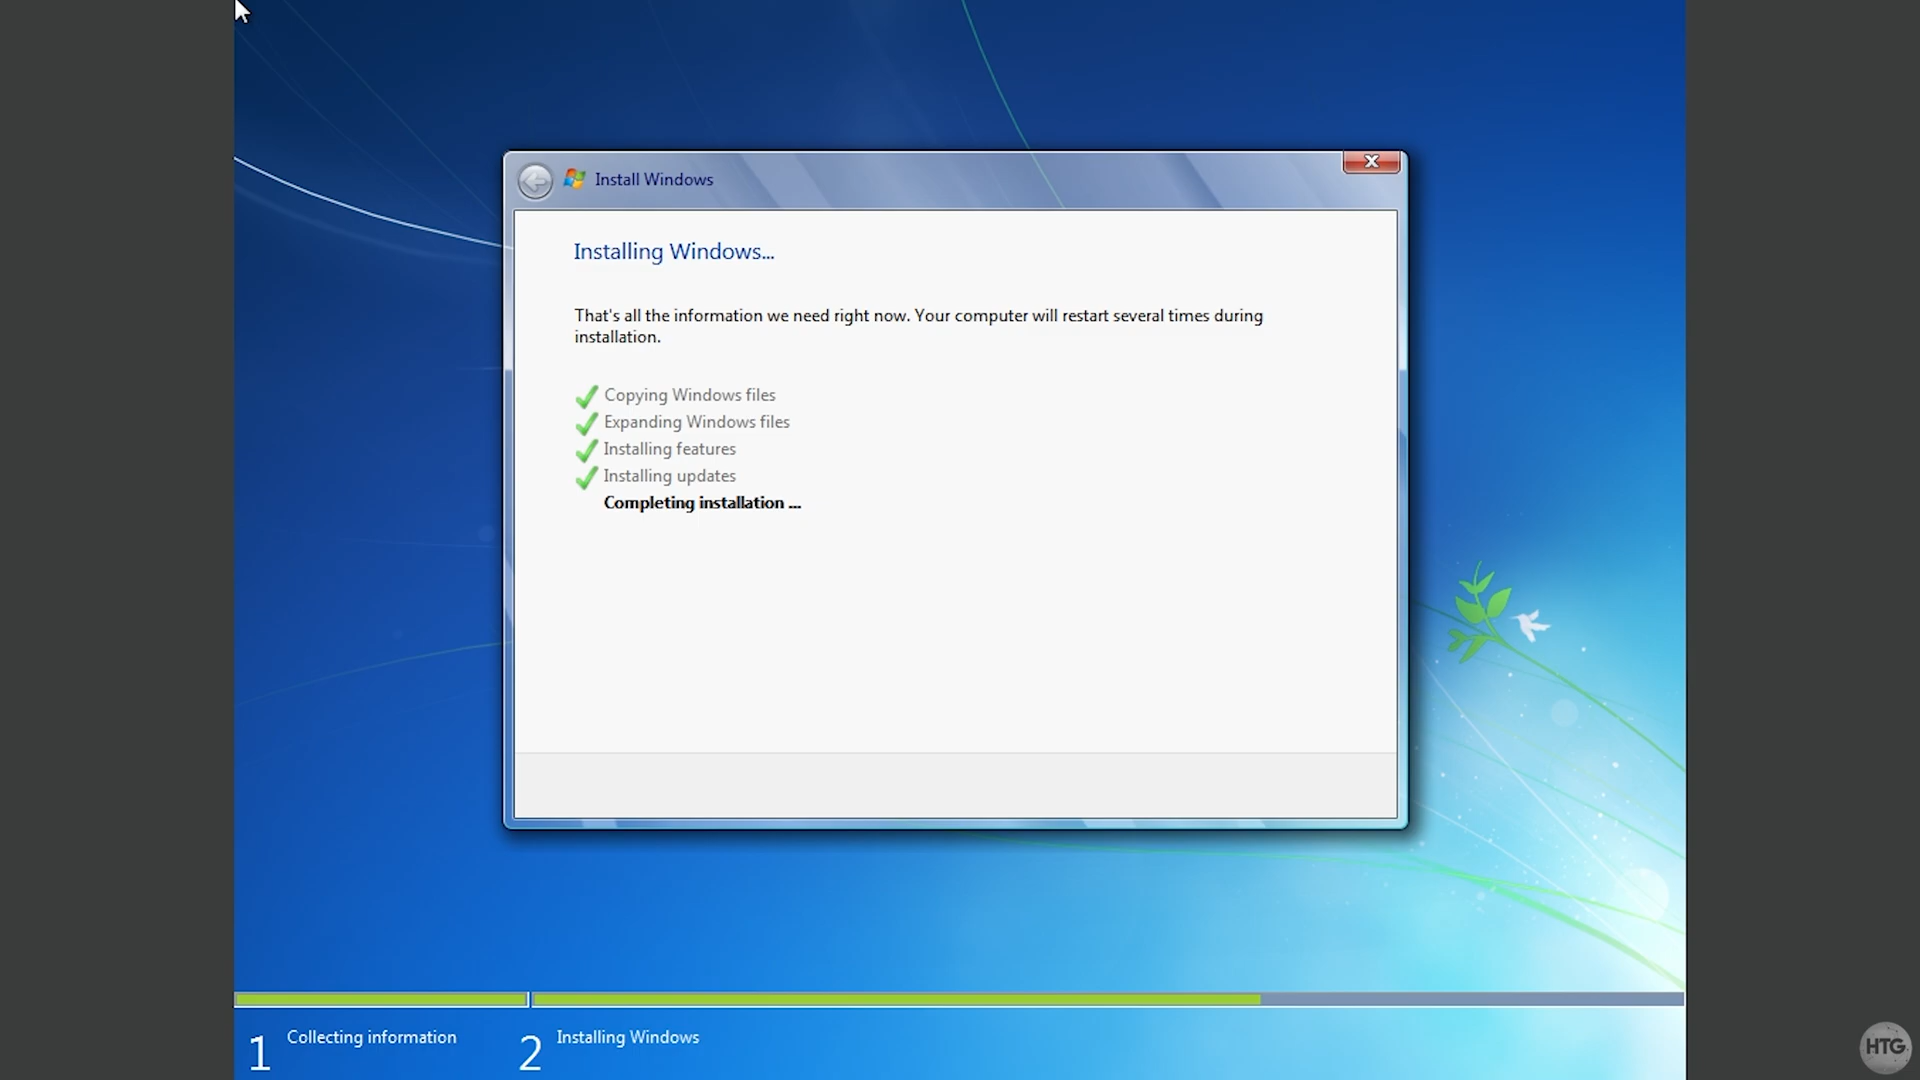 Install Windows
Installing Windows...
That's all the information we need right now. Your computer will restart several times during
installation.
Copying Windows files
Expanding Windows files
Installing features
Installing updates
Completing installation ...
1 Collecting information
2 Installing Windows
HTG